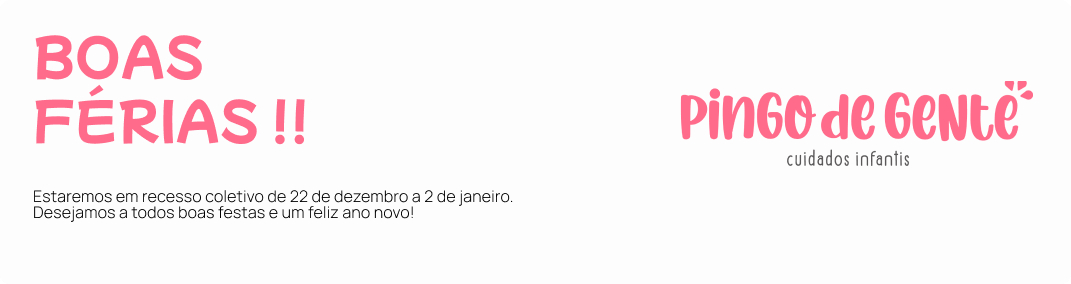 BOAS
FÉRIAS !!
Pingo de Gente
cuidados infantis
Estaremos em recesso coletivo de 22 de dezembro a 2 de janeiro.
Desejamos a todos boas festas e um feliz ano novo!